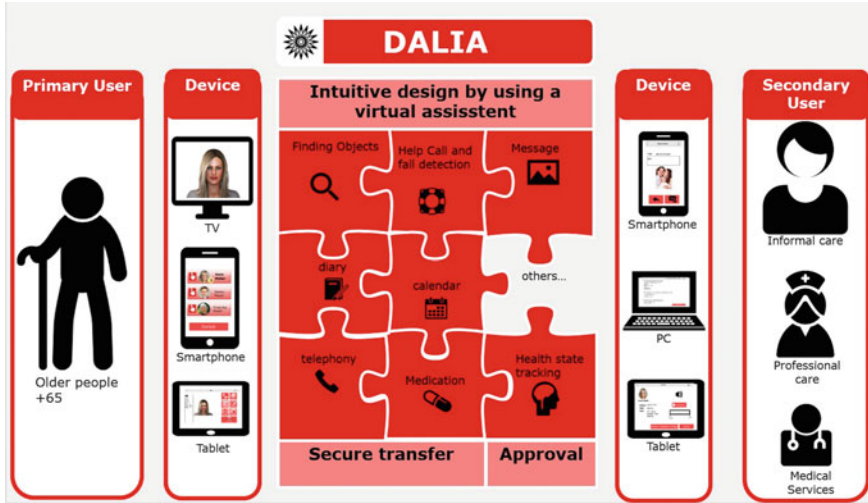 DALIA
Primary User
Older people
+65
Device
TV
Smartphone
Tablet
Intuitive design by using a
virtual assistent
Finding Objects
Help Call and
fall detection
Message
diary
calendar
others...
telephony
Medication
Health state
tracking
Secure transfer
Approval
Device
Smartphone
PC
Tablet
Secondary
User
Informal care
Professional
care
Medical
Services